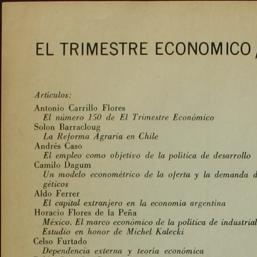 EL TRIMESTRE ECONOMICO
Artículos:
Antonio Carrillo Flores
El número 150 de El Trimestre Económico
Solon Barracloug
La Reforma Agraria en Chile
Andrés Caso
El empleo como objetivo de la política de desarrollo
Camilo Dagum
Un modelo econométrico de la oferta y la demanda d
géticos
Aldo Ferrer
El capital extranjero en la economía argentina
Horacio Flores de la Peña
México. El marco económico de la política de industrial
Estudio en honor de Michel Kalecki
Celso Furtado
Dependencia externa y teoría económica